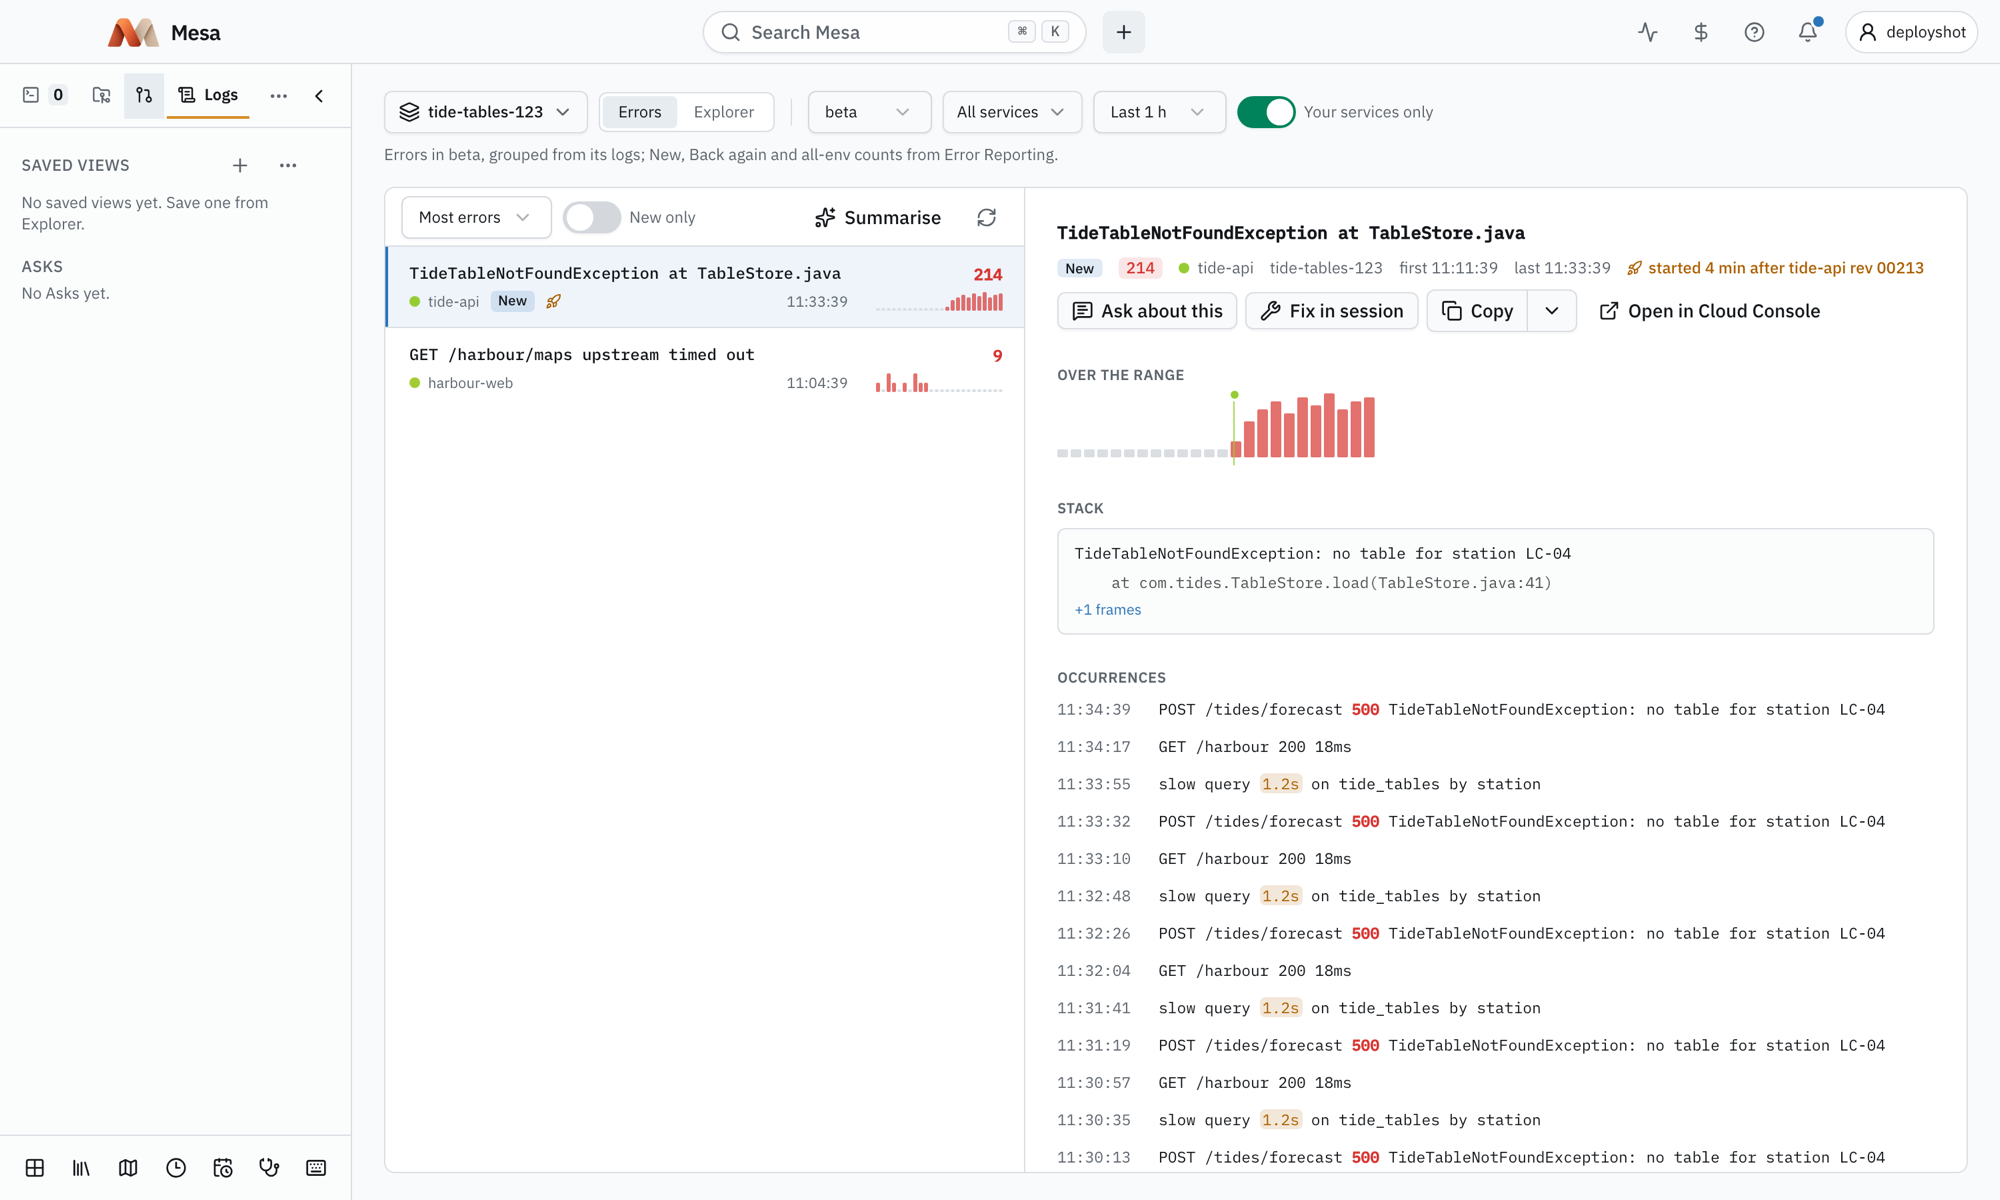 Mesa
Search Mesa
⌘ K
deployshot
0
Logs
SAVED VIEWS
No saved views yet. Save one from
Explorer.
ASKS
No Asks yet.
tide-tables-123
Errors
Explorer
beta
All services
Last 1 h
Your services only
Errors in beta, grouped from its logs; New, Back again and all-env counts from Error Reporting.
Most errors
New only
Summarise
TideTableNotFoundException at TableStore.java
214
tide-api
New
11:33:39
GET /harbour/maps upstream timed out
9
harbour-web
11:04:39
TideTableNotFoundException at TableStore.java
New 214 tide-api tide-tables-123 first 11:11:39 last 11:33:39 started 4 min after tide-api rev 00213
Ask about this
Fix in session
Copy
Open in Cloud Console
OVER THE RANGE
STACK
TideTableNotFoundException: no table for station LC-04
at com.tides.TableStore.load(TableStore.java:41)
+1 frames
OCCURRENCES
11:34:39 POST /tides/forecast 500 TideTableNotFoundException: no table for station LC-04
11:34:17 GET /harbour 200 18ms
11:33:55 slow query 1.2s on tide_tables by station
11:33:32 POST /tides/forecast 500 TideTableNotFoundException: no table for station LC-04
11:33:10 GET /harbour 200 18ms
11:32:48 slow query 1.2s on tide_tables by station
11:32:26 POST /tides/forecast 500 TideTableNotFoundException: no table for station LC-04
11:32:04 GET /harbour 200 18ms
11:31:41 slow query 1.2s on tide_tables by station
11:31:19 POST /tides/forecast 500 TideTableNotFoundException: no table for station LC-04
11:30:57 GET /harbour 200 18ms
11:30:35 slow query 1.2s on tide_tables by station
11:30:13 POST /tides/forecast 500 TideTableNotFoundException: no table for station LC-04